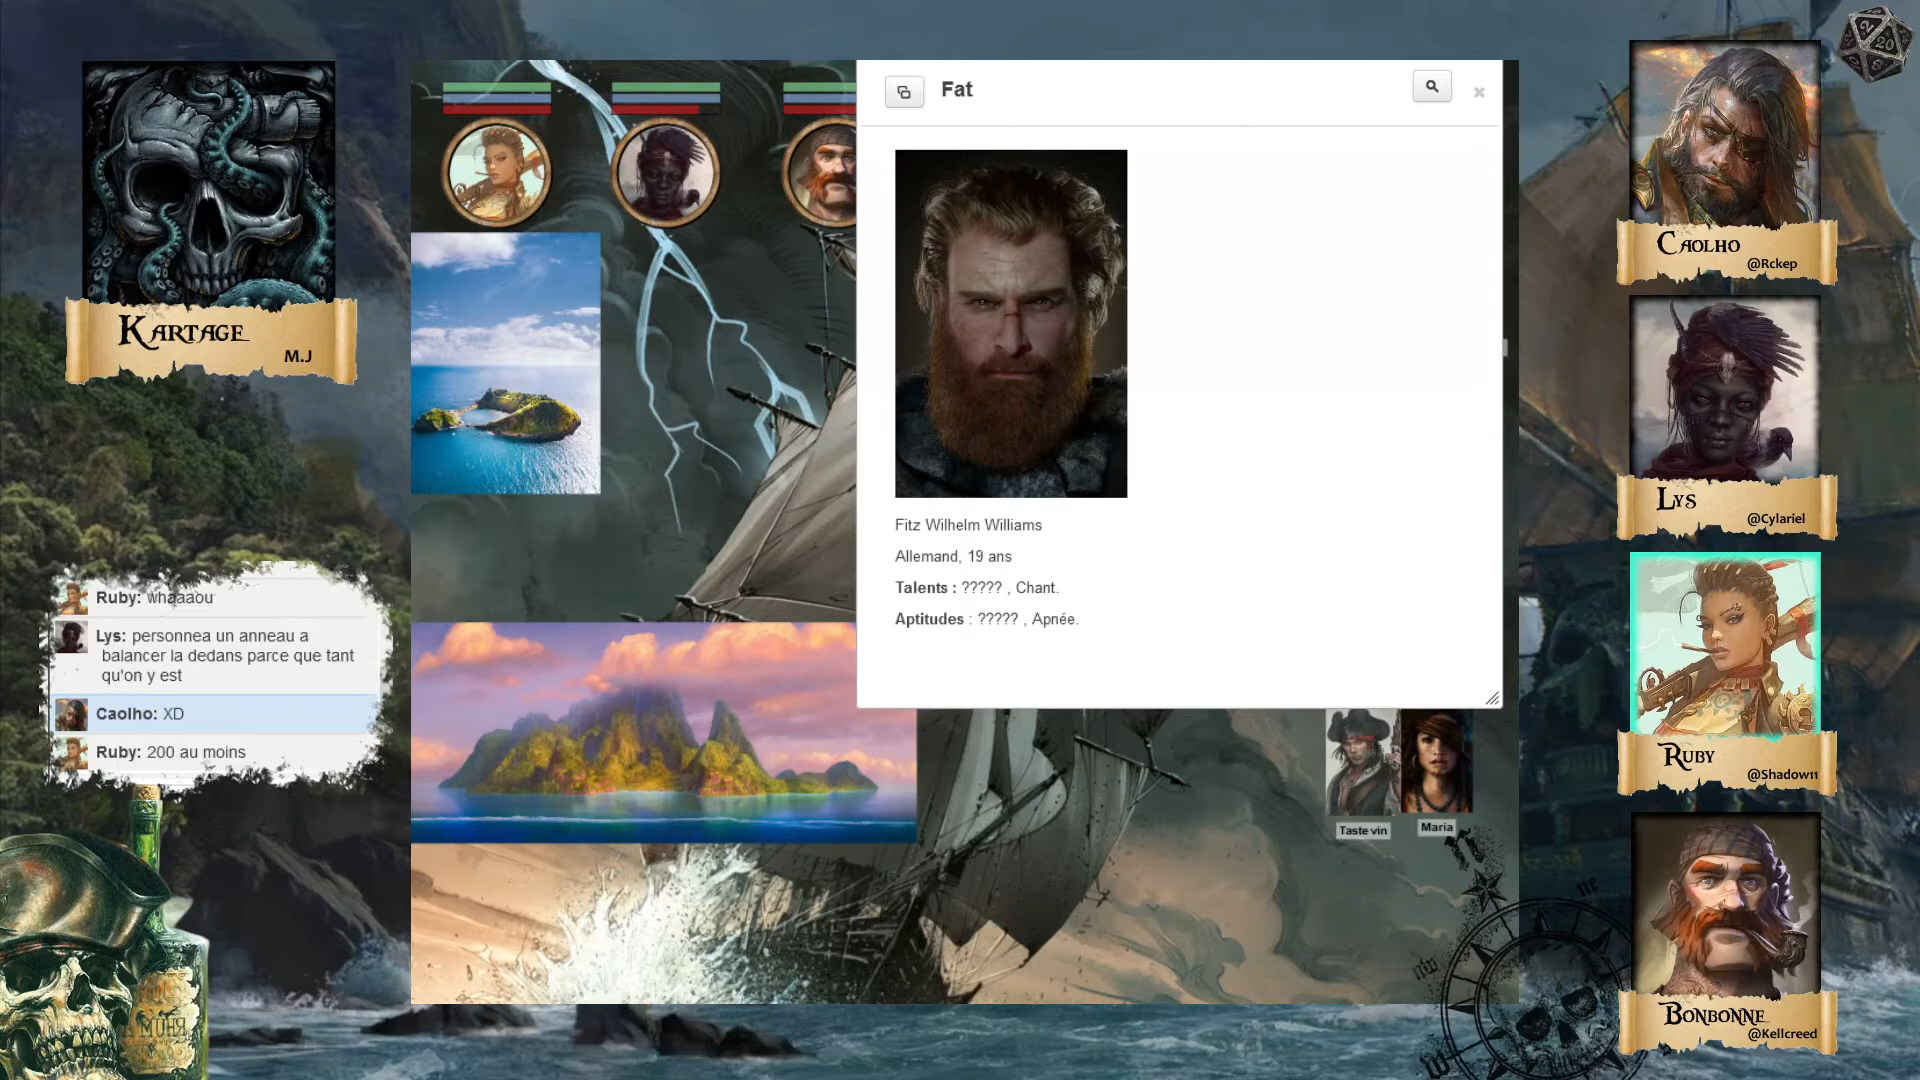 Kartage
M.J
Ruby: whaaaou
Lys: personnea un anneau a
balancer la dedans parce que tant
qu'on y est
Caolho: XD
Ruby: 200 au moins
Fat
Fitz Wilhelm Williams
Allemand, 19 ans
Talents : ????? , Chant.
Aptitudes : ????? , Apnée.
Taste vin
Maria
Caolho
@Rckep
Lys
@Cylariel
Ruby
@Shadow11
Bonbonne
@Kellcreed
20